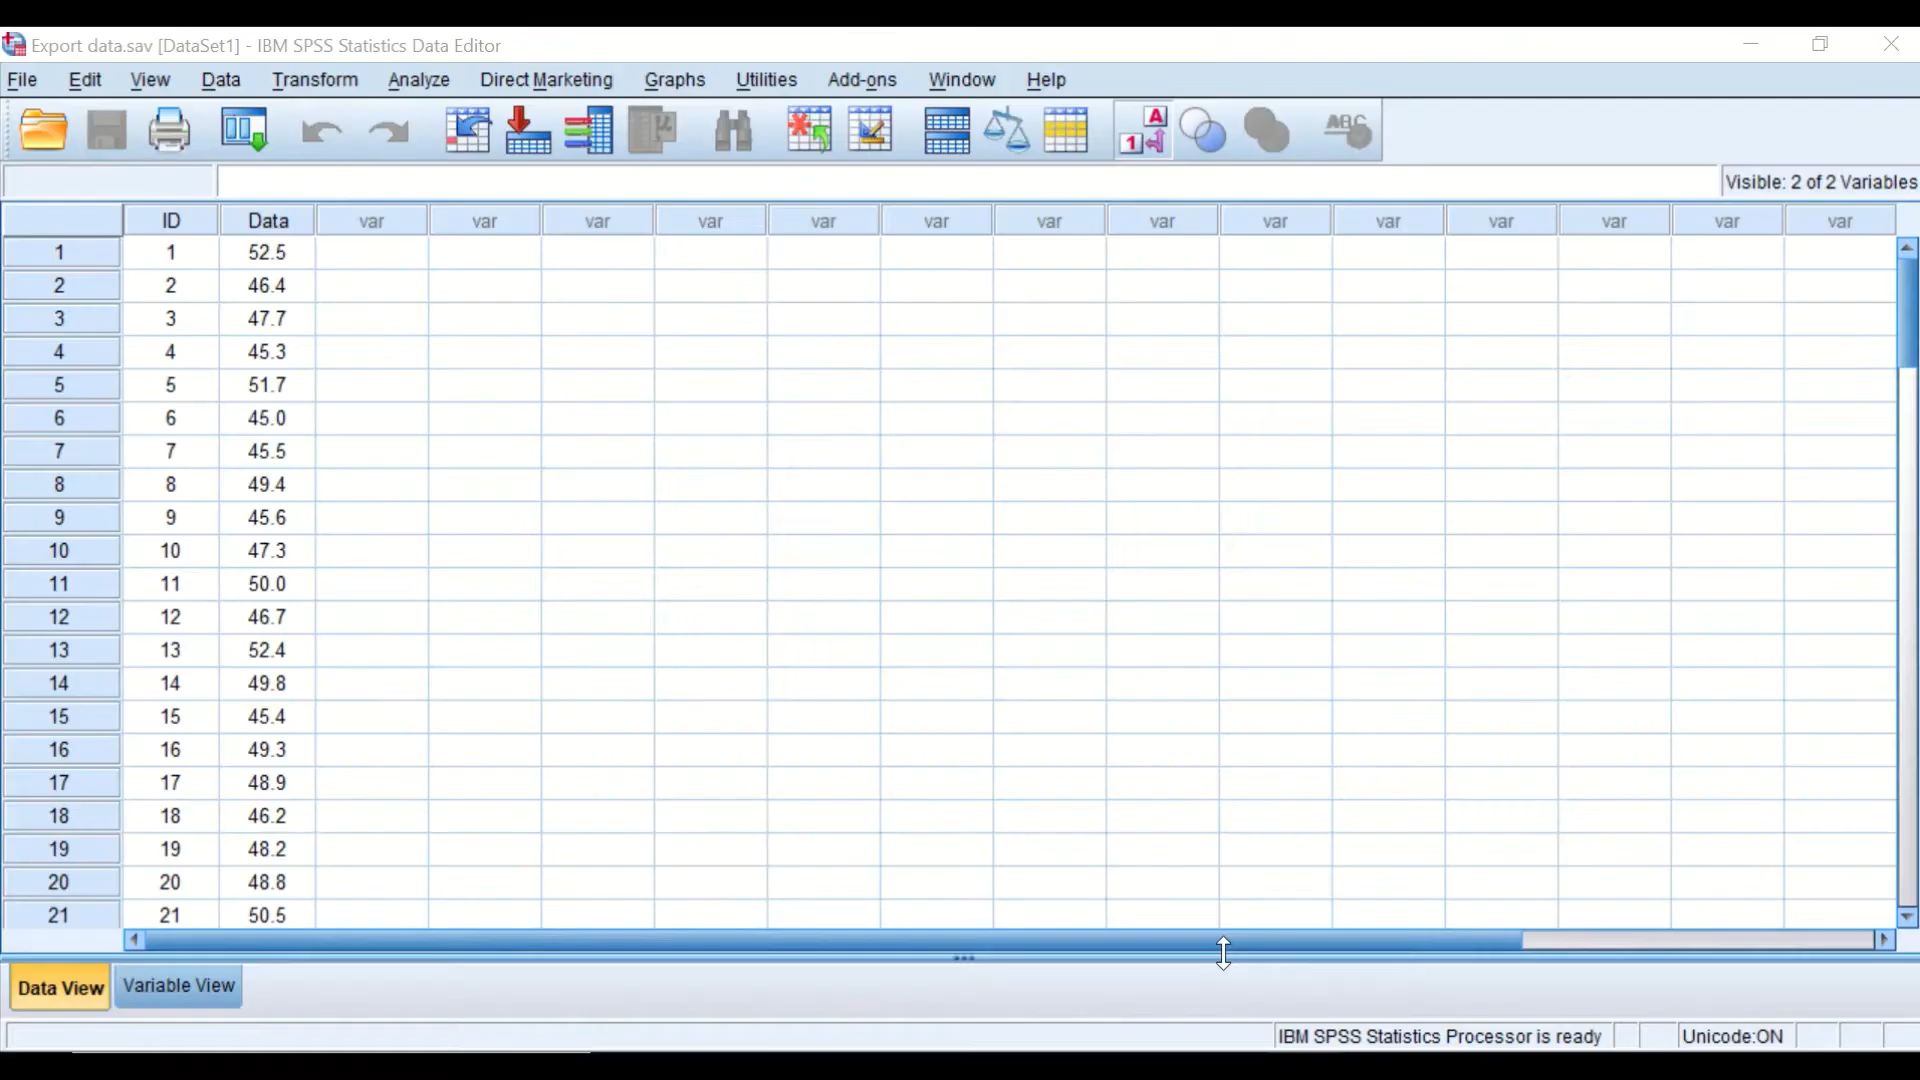 Export data.sav [DataSet1] - IBM SPSS Statistics Data Editor
File Edit View Data Transform Analyze Direct Marketing Graphs Utilities Add-ons Window Help
A
1
ABC
Visible: 2 of 2 Variables
ID Data var var var var var var var var var var var var var var
1 1 52.5
2 2 46.4
3 3 47.7
4 4 45.3
5 5 51.7
6 6 45.0
7 7 45.5
8 8 49.4
9 9 45.6
10 10 47.3
11 11 50.0
12 12 46.7
13 13 52.4
14 14 49.8
15 15 45.4
16 16 49.3
17 17 48.9
18 18 46.2
19 19 48.2
20 20 48.8
21 21 50.5
Data View Variable View
IBM SPSS Statistics Processor is ready Unicode:ON